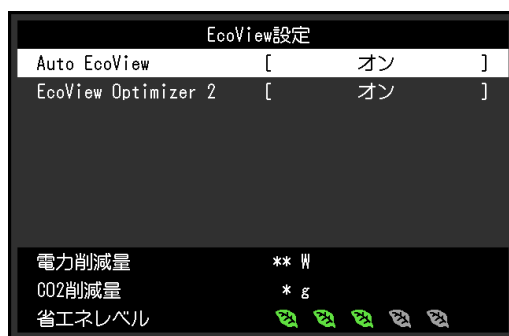 EcoView設定
Auto EcoView [ オン ]
EcoView Optimizer 2 [ オン ]
電力削減量 ** W
CO2削減量 * g
省エネレベル